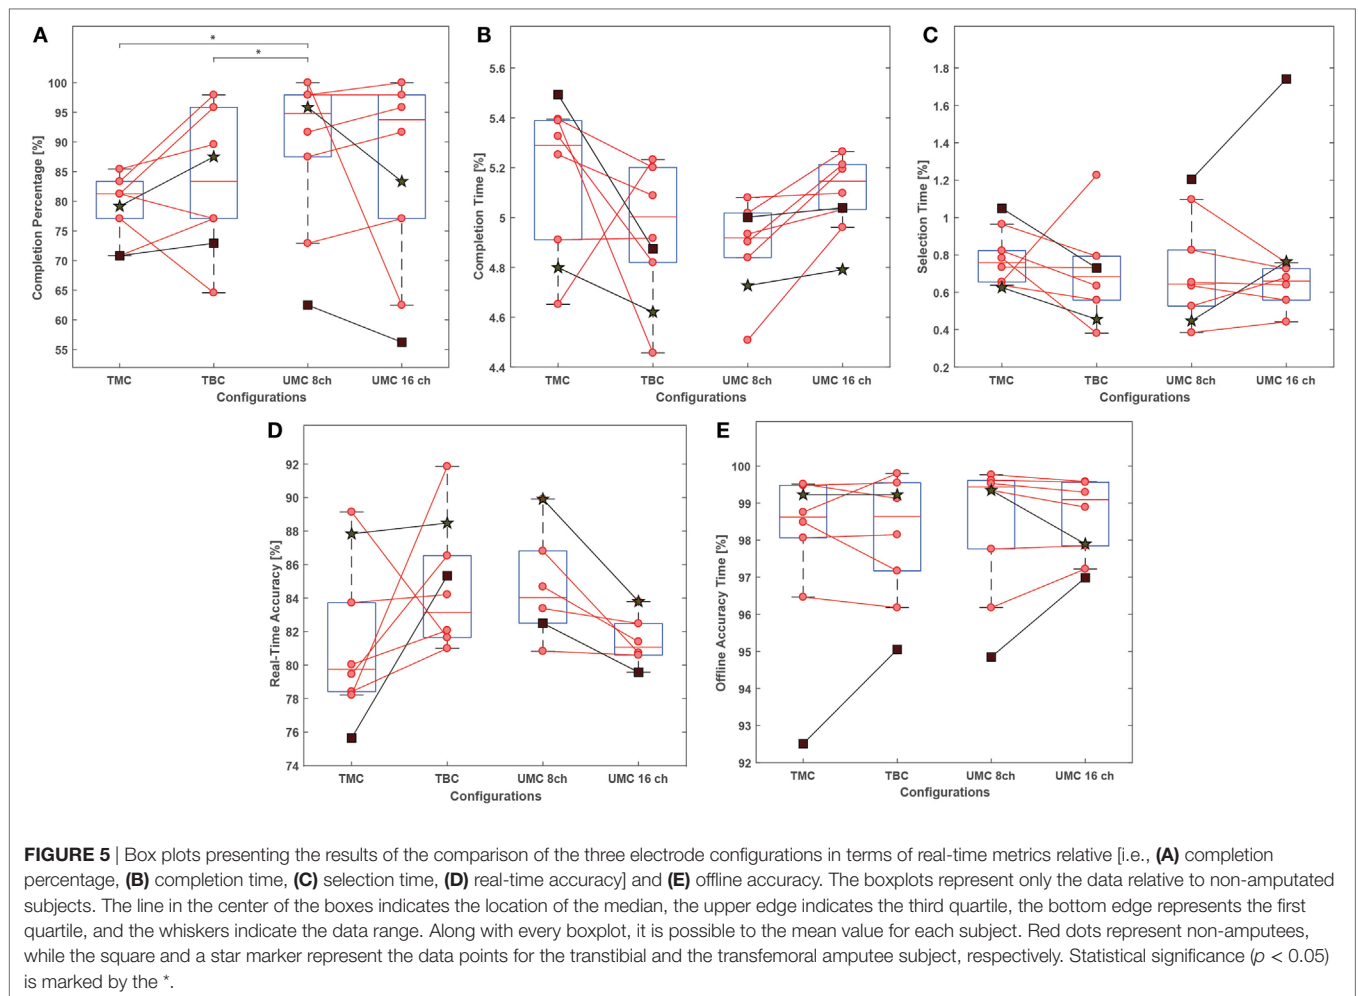 A
*
*
Completion Percentage [%]
100
95
90
85
80
75
70
65
60
55
TMC TBC UMC 8ch UMC 16 ch
Configurations
B
Completion Time [%]
5.6
5.4
5.2
5
4.8
4.6
4.4
TMC TBC UMC 8ch UMC 16 ch
Configurations
C
Selection Time [%]
1.8
1.6
1.4
1.2
1
0.8
0.6
0.4
0.2
TMC TBC UMC 8ch UMC 16 ch
Configurations
D
Real-Time Accuracy [%]
92
90
88
86
84
82
80
78
76
74
TMC TBC UMC 8ch UMC 16 ch
Configurations
E
Offline Accuracy Time [%]
100
99
98
97
96
95
94
93
92
TMC TBC UMC 8ch UMC 16 ch
Configurations
FIGURE 5 | Box plots presenting the results of the comparison of the three electrode configurations in terms of real-time metrics relative [i.e., (A) completion
percentage, (B) completion time, (C) selection time, (D) real-time accuracy] and (E) offline accuracy. The boxplots represent only the data relative to non-amputated
subjects. The line in the center of the boxes indicates the location of the median, the upper edge indicates the third quartile, the bottom edge represents the first
quartile, and the whiskers indicate the data range. Along with every boxplot, it is possible to the mean value for each subject. Red dots represent non-amputees,
while the square and a star marker represent the data points for the transtibial and the transfemoral amputee subject, respectively. Statistical significance (p < 0.05)
is marked by the *.